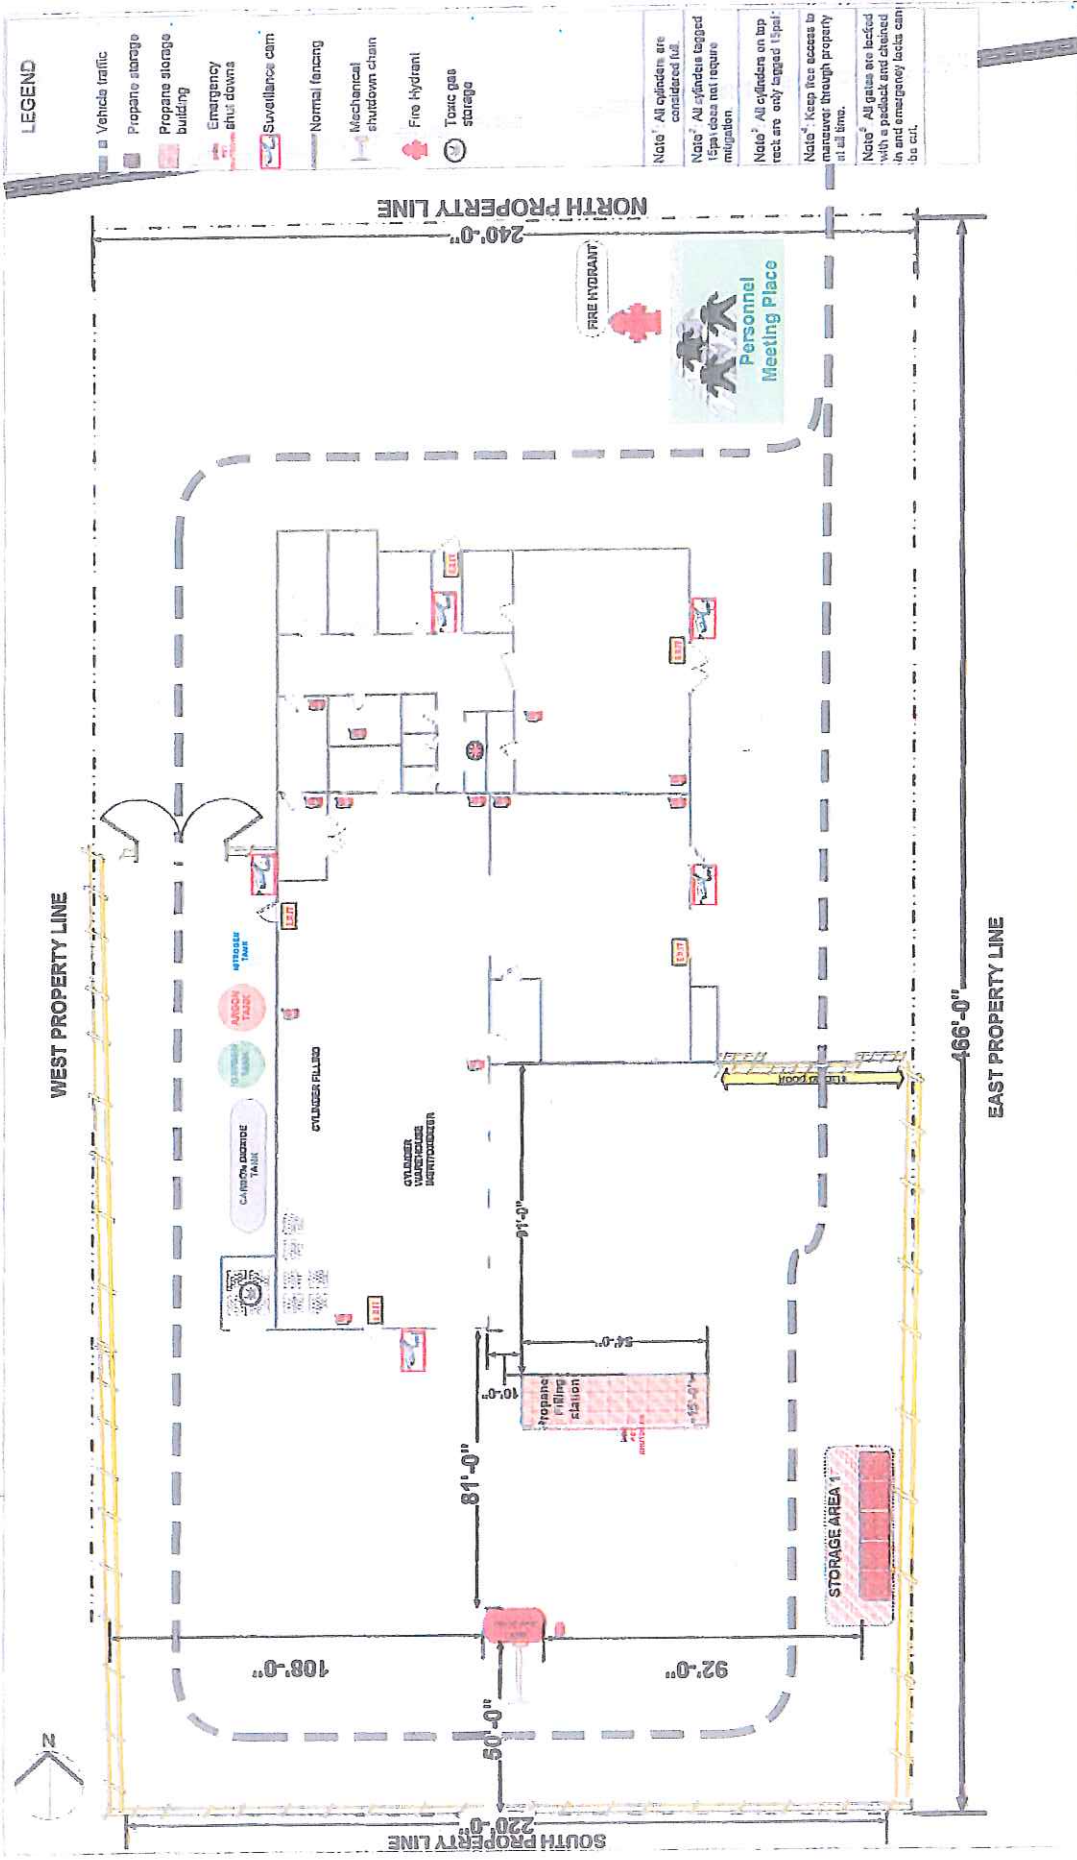 LEGEND
Vehicle traffic
Propane storage
Propane storage
building
Emergency
shut downs
Normal fencing
Mechanical
shutdown chain
Fire Hydrant
Toxic gas
storage
Note¹: All cylinders are
considered full.
Note²: All cylinders tagged
15psi does not require
mitigation.
Note³: All cylinders on top
rack are only tagged 15psi.
Note⁴: Keep free access to
maneuver through property
at all time.
Note⁵: All gates are locked
with a padlock and chained
in and emergency locks can
be cut.
N
WEST PROPERTY LINE
NORTH PROPERTY LINE
240'-0"
FIRE HYDRANT
Personnel
Meeting Place
NITROGEN
TANK
ARGON
TANK
TANK
CARBON DIOXIDE
TANK
CYLINDER FILLING
CYLINDER
WAREHOUSE
EXIT
EXIT
EXIT
EXIT
EXIT
91'-0"
10'-0"
54'-0"
15'-0"
Propane
Filling
station
81'-0"
108'-0"
92'-0"
50'-0"
STORAGE AREA 1
220'-0"
SOUTH PROPERTY LINE
466'-0"
EAST PROPERTY LINE